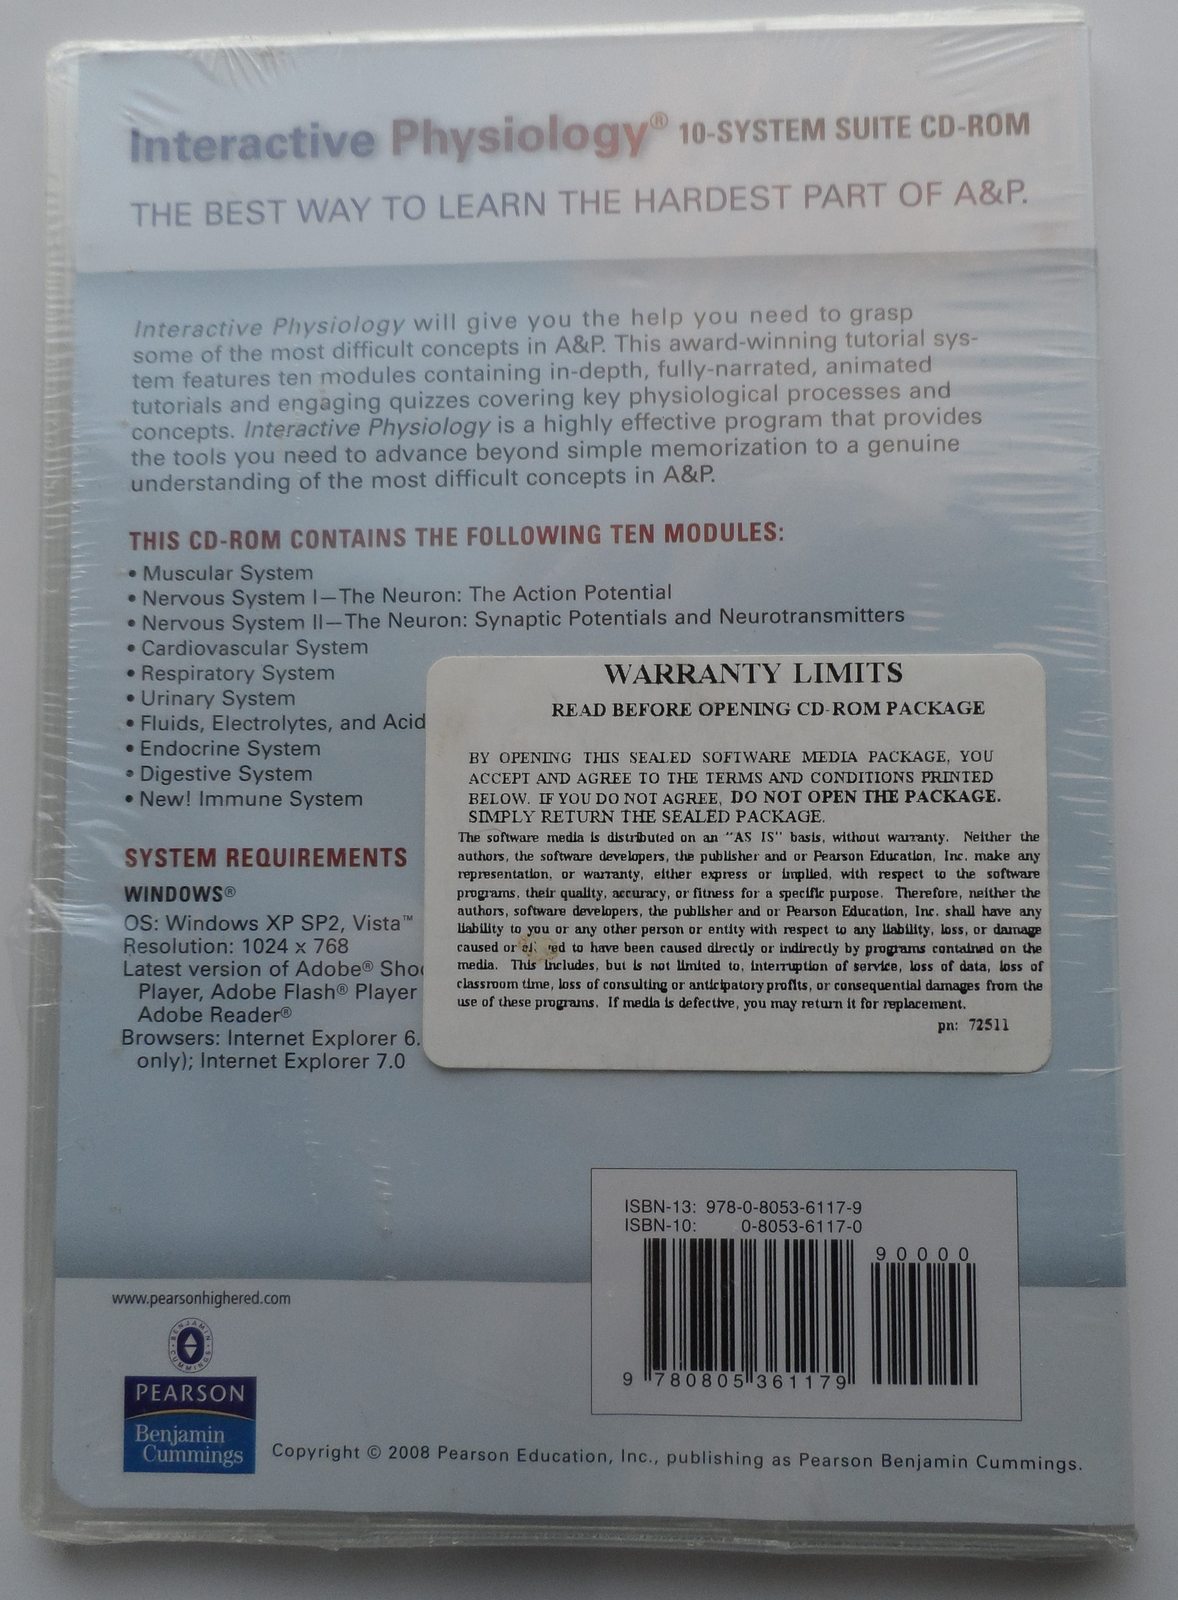 Interactive Physiology® 10-SYSTEM SUITE CD-ROM
THE BEST WAY TO LEARN THE HARDEST PART OF A&P.
Interactive Physiology will give you the help you need to grasp
some of the most difficult concepts in A&P. This award-winning tutorial sys-
tem features ten modules containing in-depth, fully-narrated, animated
tutorials and engaging quizzes covering key physiological processes and
concepts. Interactive Physiology is a highly effective program that provides
the tools you need to advance beyond simple memorization to a genuine
understanding of the most difficult concepts in A&P.
THIS CD-ROM CONTAINS THE FOLLOWING TEN MODULES:
• Muscular System
• Nervous System I—The Neuron: The Action Potential
• Nervous System II—The Neuron: Synaptic Potentials and Neurotransmitters
• Cardiovascular System
• Respiratory System
• Urinary System
• Fluids, Electrolytes, and Acid
• Endocrine System
• Digestive System
• New! Immune System
SYSTEM REQUIREMENTS
WINDOWS®
OS: Windows XP SP2, Vista™
Resolution: 1024 x 768
Latest version of Adobe®
Player, Adobe Flash® Player
Adobe Reader®
Browsers: Internet Explorer 6.
only); Internet Explorer 7.0
WARRANTY LIMITS
READ BEFORE OPENING CD-ROM PACKAGE
BY OPENING THIS SEALED SOFTWARE MEDIA PACKAGE, YOU
ACCEPT AND AGREE TO THE TERMS AND CONDITIONS PRINTED
BELOW. IF YOU DO NOT AGREE, DO NOT OPEN THE PACKAGE.
SIMPLY RETURN THE SEALED PACKAGE.
The software media is distributed on an "AS IS" basis, without warranty. Neither the
authors, the software developers, the publisher and or Pearson Education, Inc. make any
representation, or warranty, either express or implied, with respect to the software
programs, their quality, accuracy, or fitness for a specific purpose. Therefore, neither the
authors, software developers, the publisher and or Pearson Education, Inc. shall have any
liability to you or any other person or entity with respect to any liability, loss, or damage
caused or to have been caused directly or indirectly by programs contained on the
media. This includes, but is not limited to, interruption of service, loss of data, loss of
classroom time, loss of consulting or anticipatory profits, or consequential damages from the
use of these programs. If media is defective, you may return it for replacement.
pn: 72511
ISBN-13: 978-0-8053-6117-9
ISBN-10: 0-8053-6117-0
90000
9 780805 361179
www.pearsonhighered.com
BENJAMIN CUMMINGS
PEARSON
Benjamin
Cummings
Copyright © 2008 Pearson Education, Inc., publishing as Pearson Benjamin Cummings.